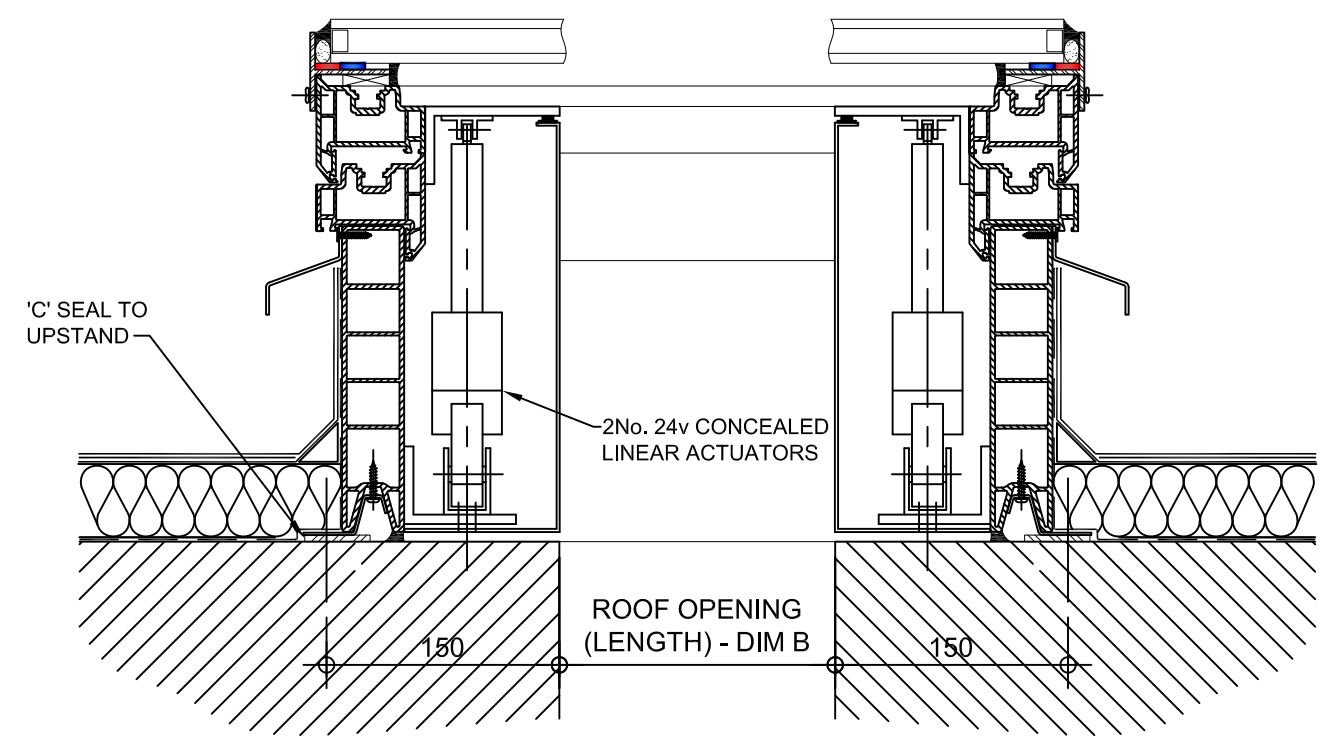 'C' SEAL TO
UPSTAND
2No. 24v CONCEALED
LINEAR ACTUATORS
ROOF OPENING
(LENGTH) - DIM B
150
150